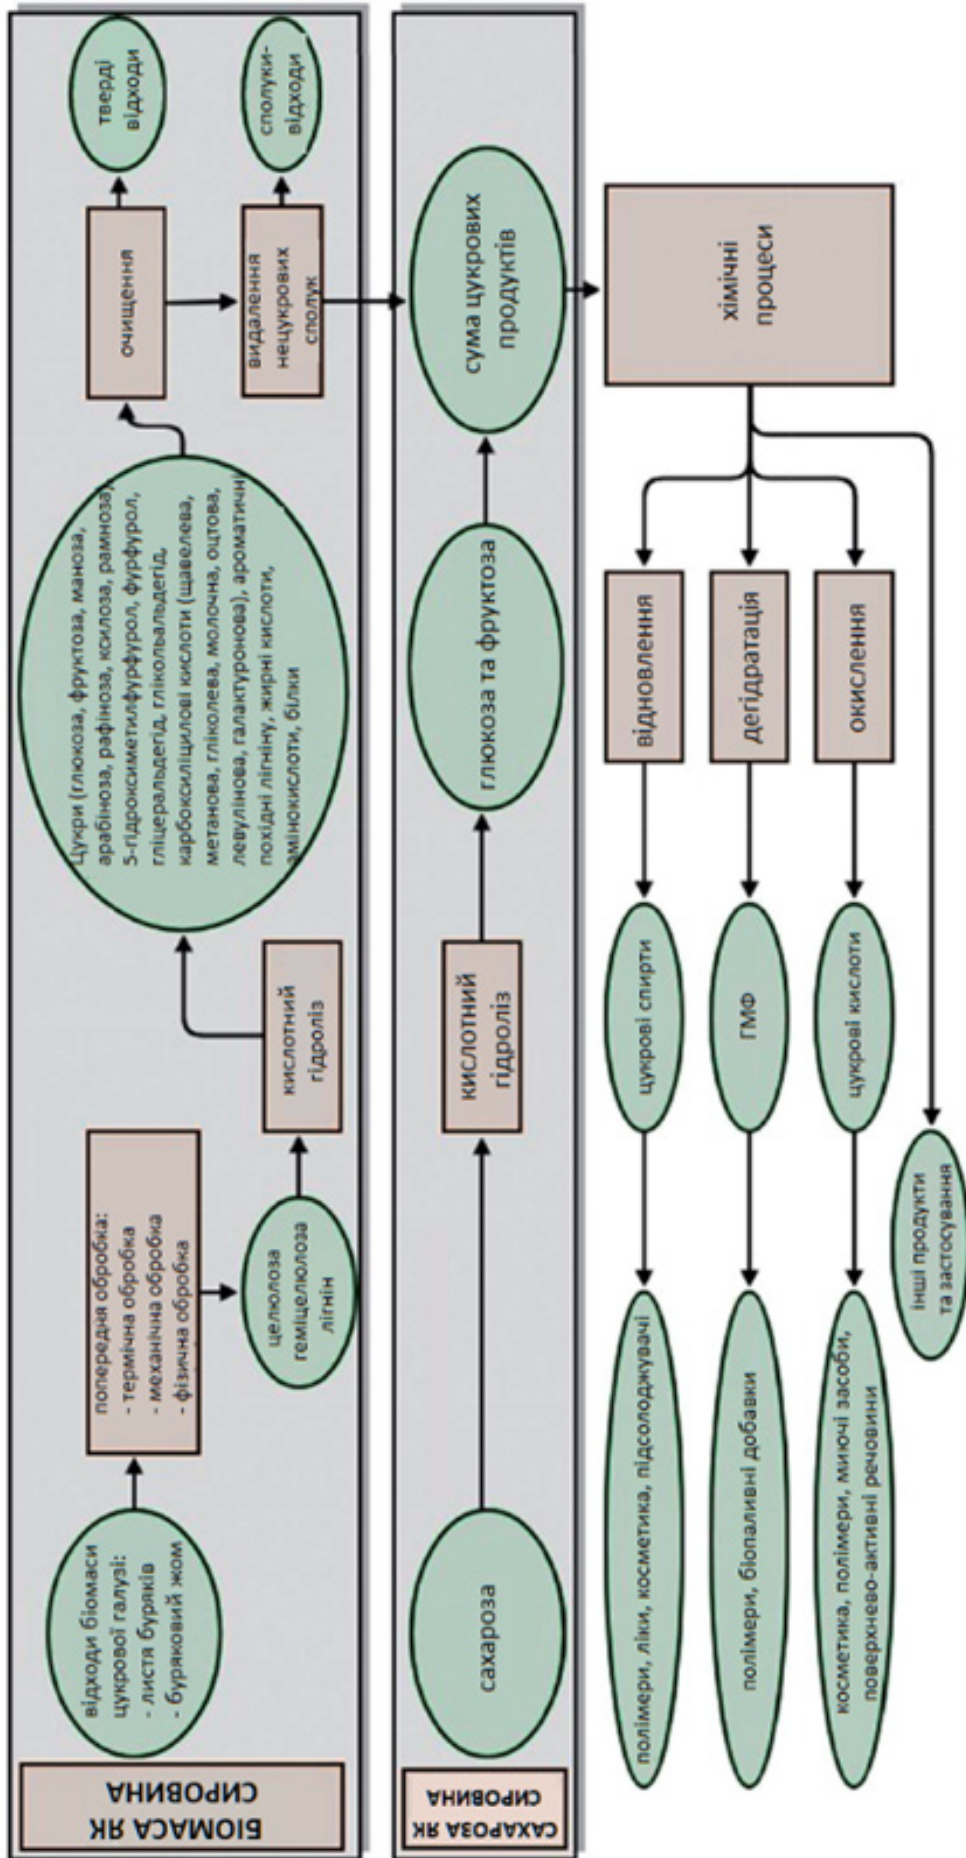 БІОМАСА ЯК
СИРОВИНА
відходи біомаси
цукрової галузі:
- листя буряків
- буряковий жом
попередня обробка:
- термічна обробка
- механічна обробка
- фізична обробка
целюлоза
геміцелюлоза
лігнін
кислотний
гідроліз
Цукри (глюкоза, фруктоза, маноза,
арабіноза, рафіноза, ксилоза, рамноза),
5-гідроксиметилфурфурол, фурфурол,
гліцеральдегід, глікольальдегід,
карбоксиліцилові кислоти (щавелева,
метанова, гліколева, молочна, оцтова,
левулінова, галактуронова), ароматичні
похідні лігніну, жирні кислоти,
амінокислоти, білки
очищення
тверді
відходи
видалення
нецукрових
сполук
сполуки-
відходи
САХАРОЗА ЯК
СИРОВИНА
сахароза
кислотний
гідроліз
глюкоза та фруктоза
сума цукрових
продуктів
хімічні
процеси
відновлення
цукрові спирти
полімери, ліки, косметика, підсолоджувачі
дегідратація
ГМФ
полімери, біопаливні добавки
окислення
цукрові кислоти
косметика, полімери, миючі засоби,
поверхнево-активні речовини
інші продукти
та застосування